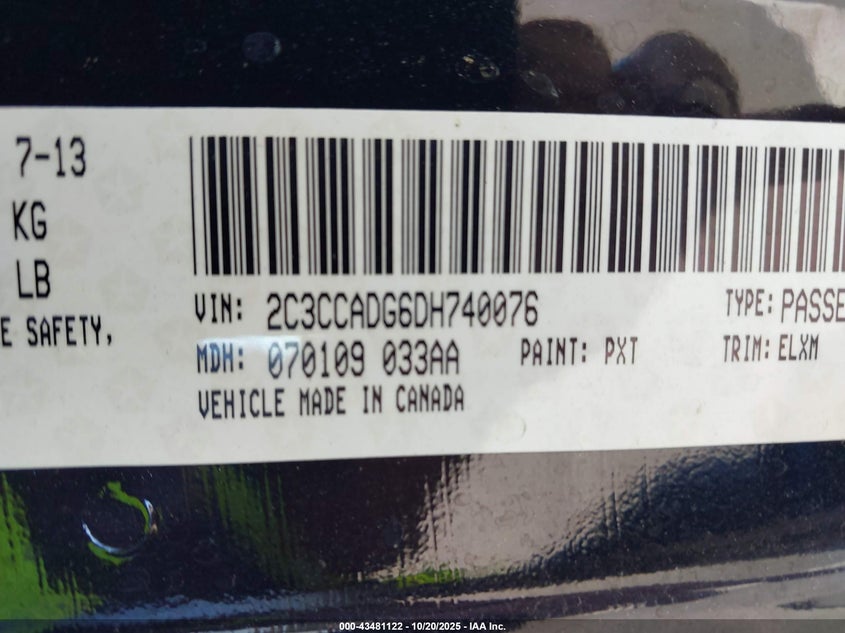 7-13
KG
LB
E SAFETY,
VIN: 2C3CCADG6DH740076
TYPE: PASSE
MDH: 070109 033AA
PAINT: PXT
TRIM: ELXM
VEHICLE MADE IN CANADA
000-43481122 - 10/20/2025 - IAA Inc.